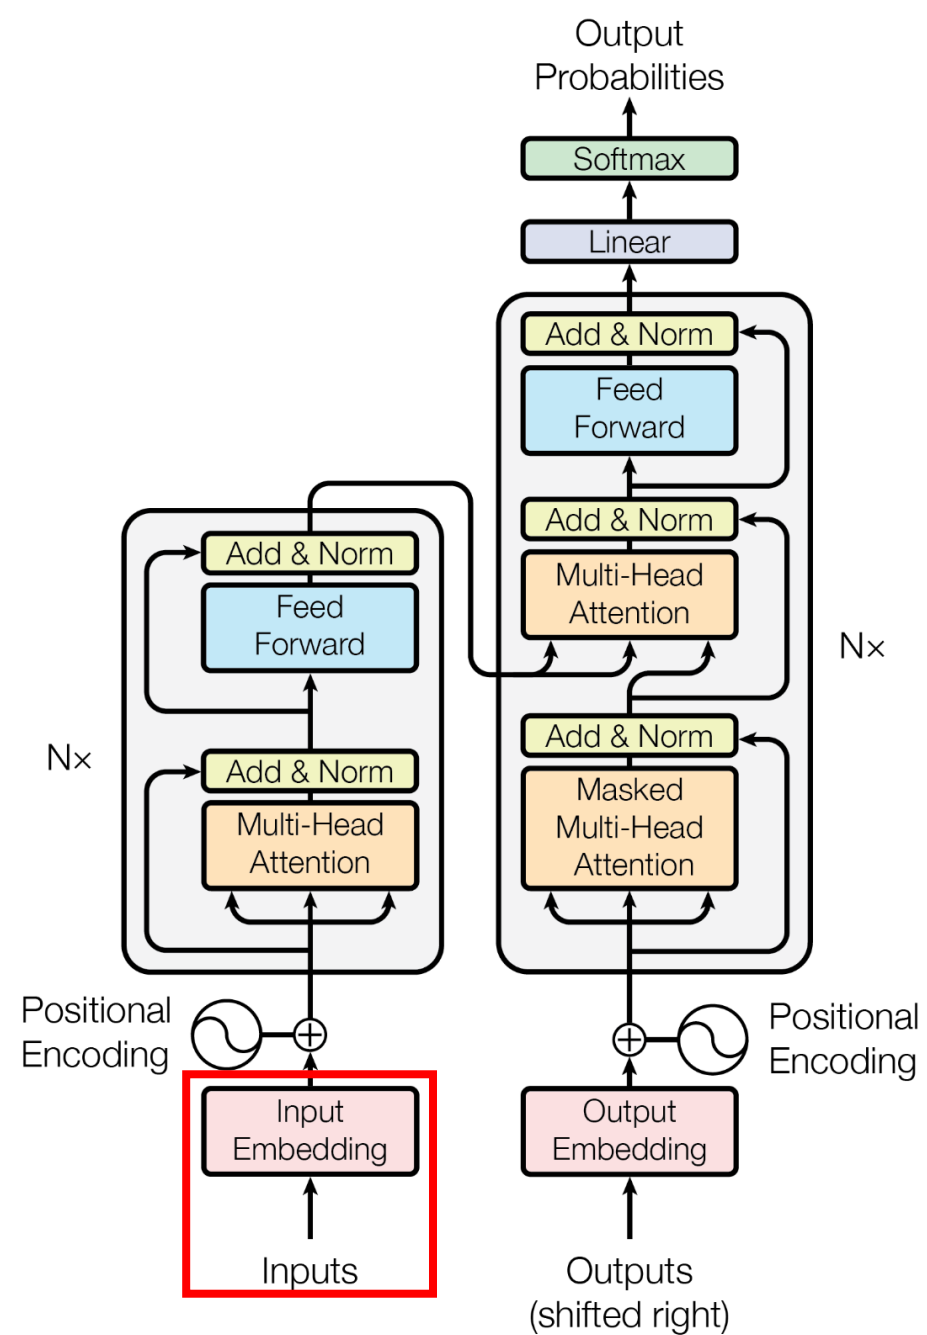 Output
Probabilities
Softmax
Linear
Add & Norm
Feed
Forward
Add & Norm
Multi-Head
Attention
Add & Norm
Masked
Multi-Head
Attention
N×
Add & Norm
Feed
Forward
Add & Norm
Multi-Head
Attention
N×
Positional
Encoding
Positional
Encoding
Input
Embedding
Output
Embedding
Inputs
Outputs
(shifted right)